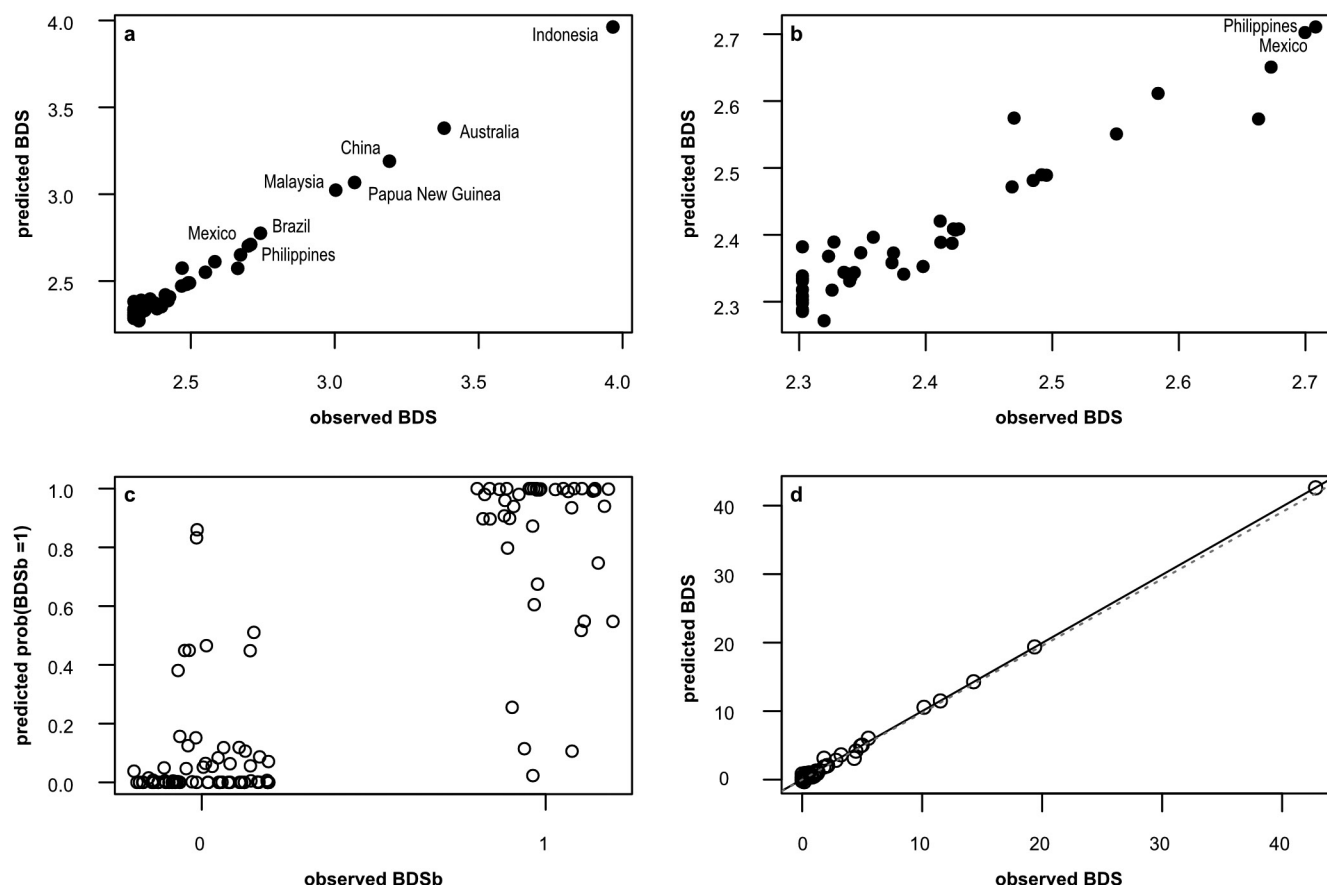 a
4.0
3.5
3.0
2.5
predicted BDS
Indonesia
Australia
China
Malaysia
Papua New Guinea
Mexico
Brazil
Philippines
2.5 3.0 3.5 4.0
observed BDS
b
2.7
2.6
2.5
2.4
2.3
predicted BDS
Philippines
Mexico
2.3 2.4 2.5 2.6 2.7
observed BDS
c
1.0
0.8
0.6
0.4
0.2
0.0
predicted prob(BDSb =1)
0 1
observed BDSb
d
40
30
20
10
0
predicted BDS
0 10 20 30 40
observed BDS